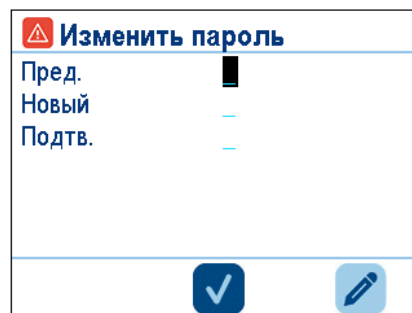 Изменить пароль
Пред. _
Новый _
Подтв. _